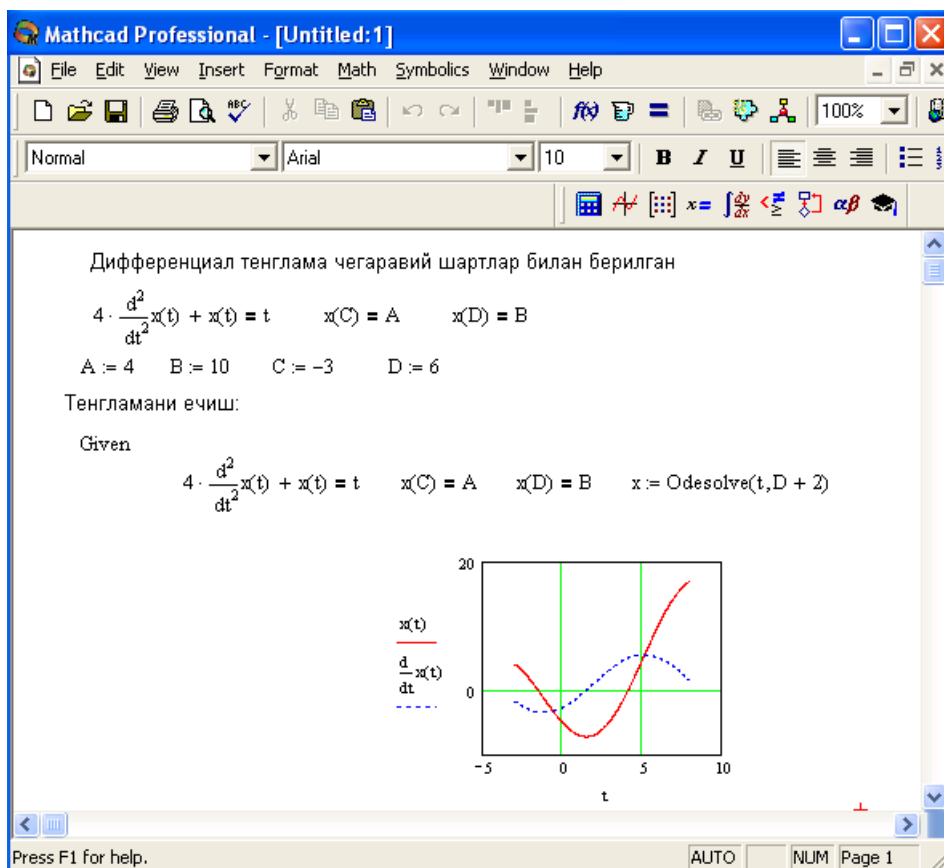 Mathcad Professional - [Untitled:1]
File Edit View Insert Format Math Symbolics Window Help
100%
Normal Arial 10 B I U
Дифференциал тенглама чегаравий шартлар билан берилган
4 · d²/dt² x(t) + x(t) = t x(C) = A x(D) = B
A := 4 B := 10 C := −3 D := 6
Тенгламани ечиш:
Given
4 · d²/dt² x(t) + x(t) = t x(C) = A x(D) = B x := Odesolve(t,D + 2)
20
x(t)
d/dt x(t)
0
−5 0 5 10
t
Press F1 for help. AUTO NUM Page 1